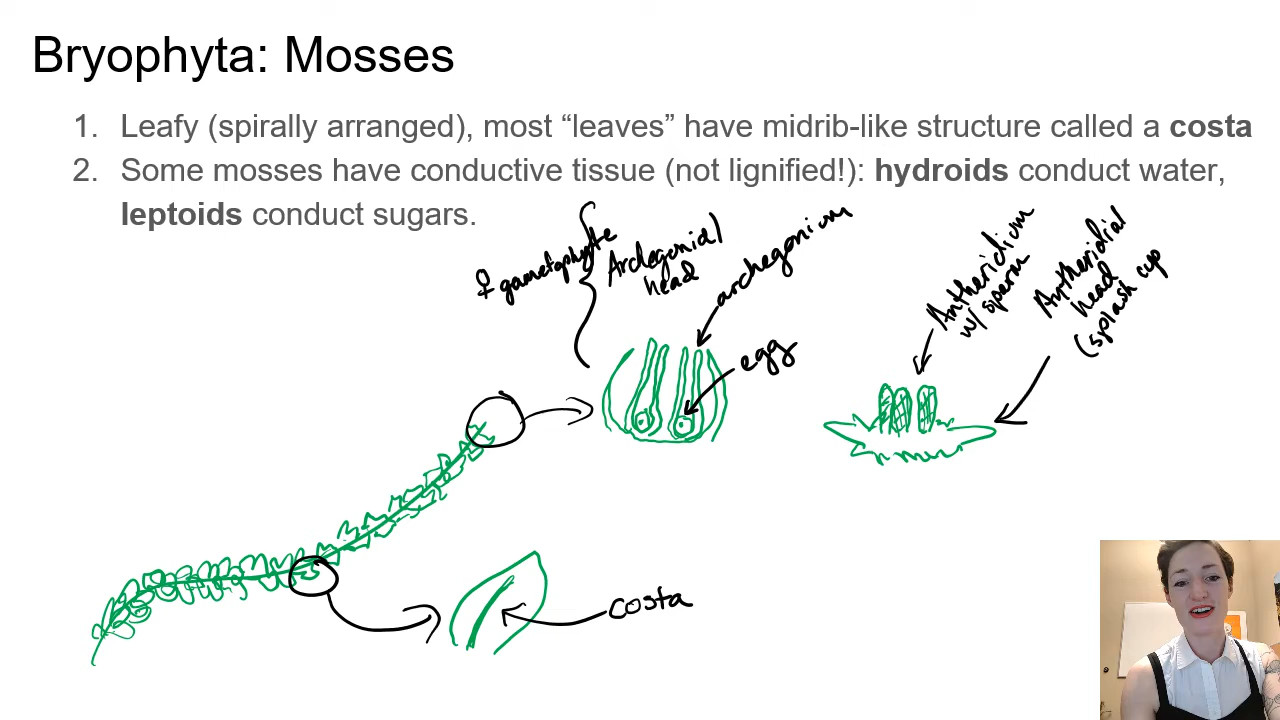 Bryophyta: Mosses
1. Leafy (spirally arranged), most “leaves” have midrib-like structure called a costa
2. Some mosses have conductive tissue (not lignified!): hydroids conduct water,
leptoids conduct sugars.
♀ gametophyte
Archegonial
head
archegonium
egg
Antheridium
w/ sperm
Antheridial
head
(splash cup
costa